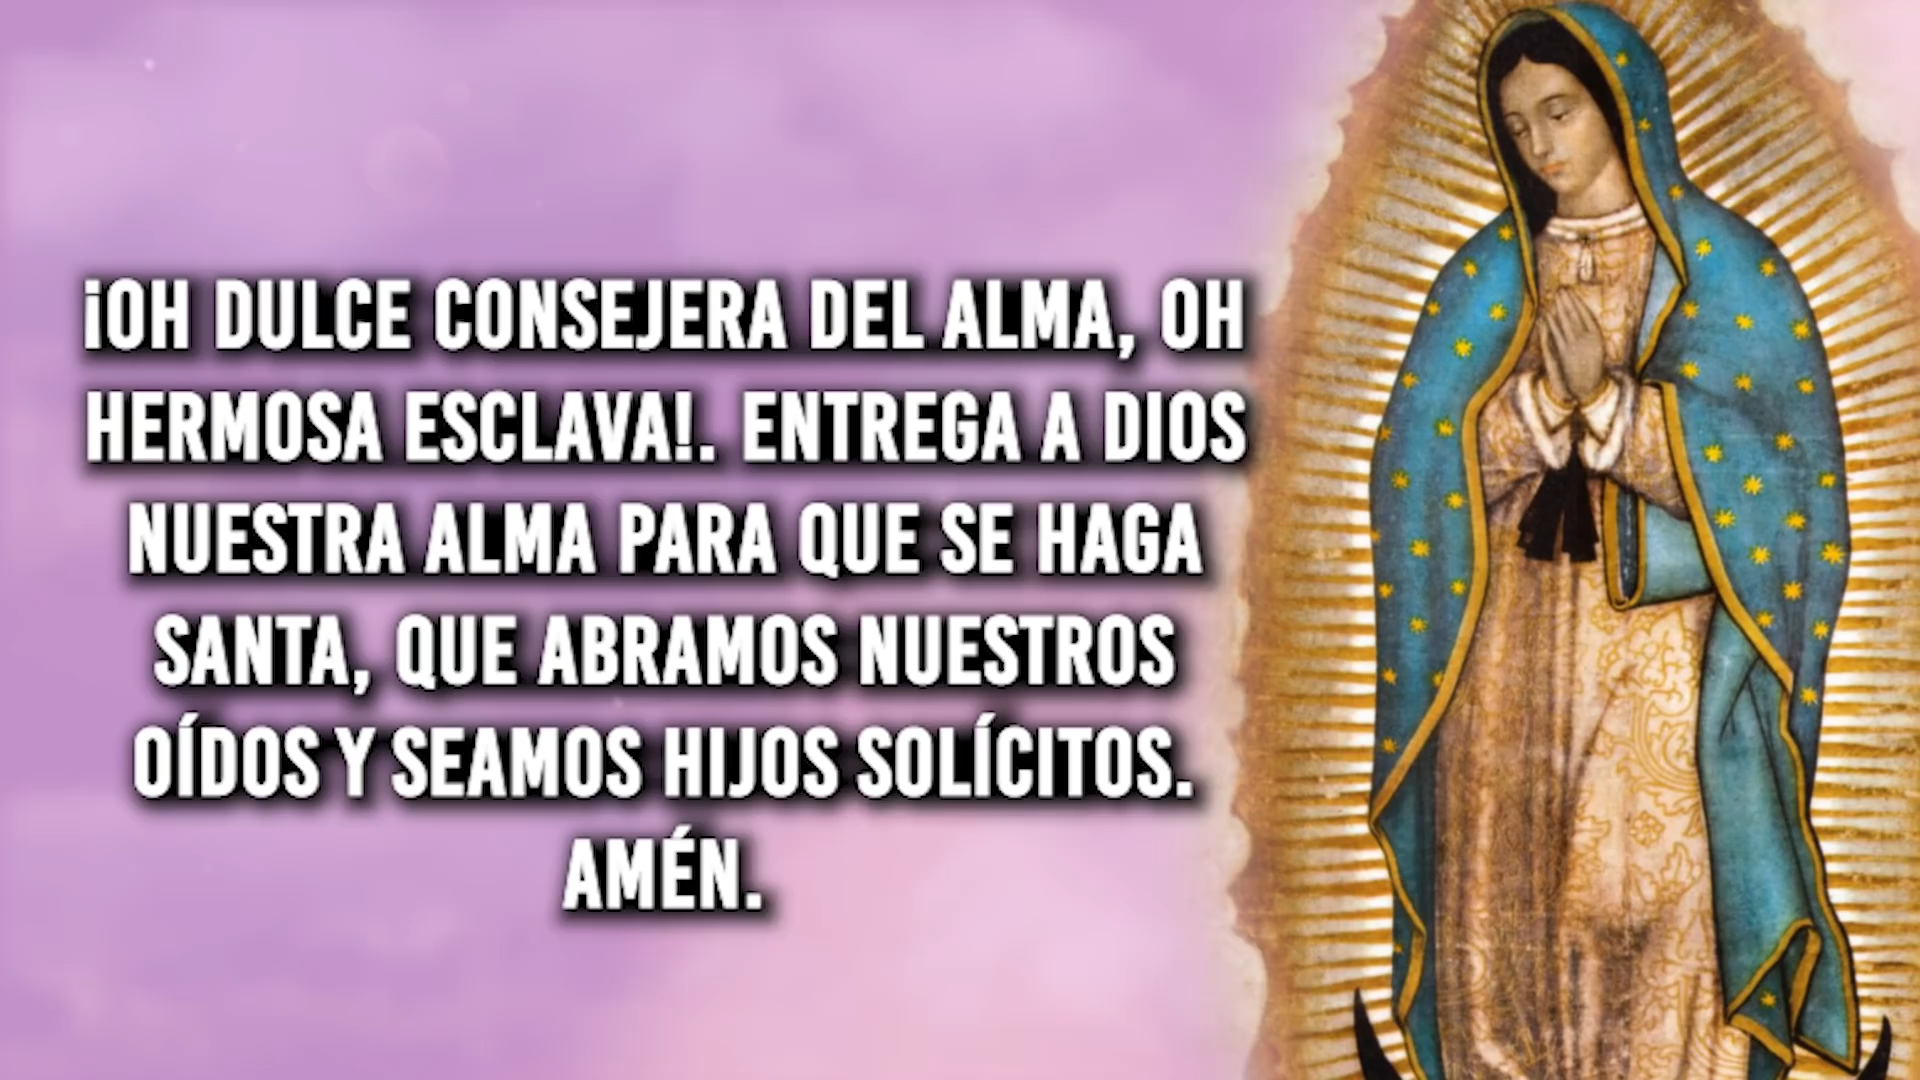 ¡OH DULCE CONSEJERA DEL ALMA, OH
HERMOSA ESCLAVA!. ENTREGA A DIOS
NUESTRA ALMA PARA QUE SE HAGA
SANTA, QUE ABRAMOS NUESTROS
OÍDOS Y SEAMOS HIJOS SOLÍCITOS.
AMÉN.